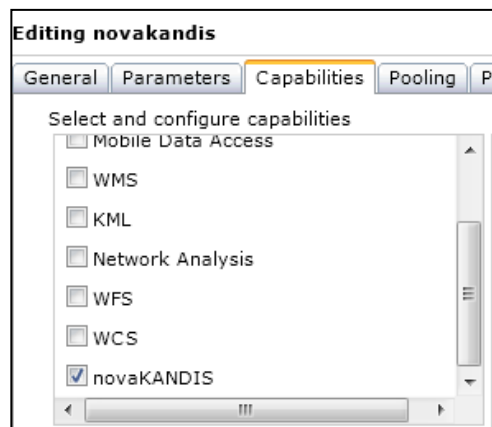 Editing novakandis
General Parameters Capabilities Pooling P
Select and configure capabilities
Mobile Data Access
WMS
KML
Network Analysis
WFS
WCS
novaKANDIS